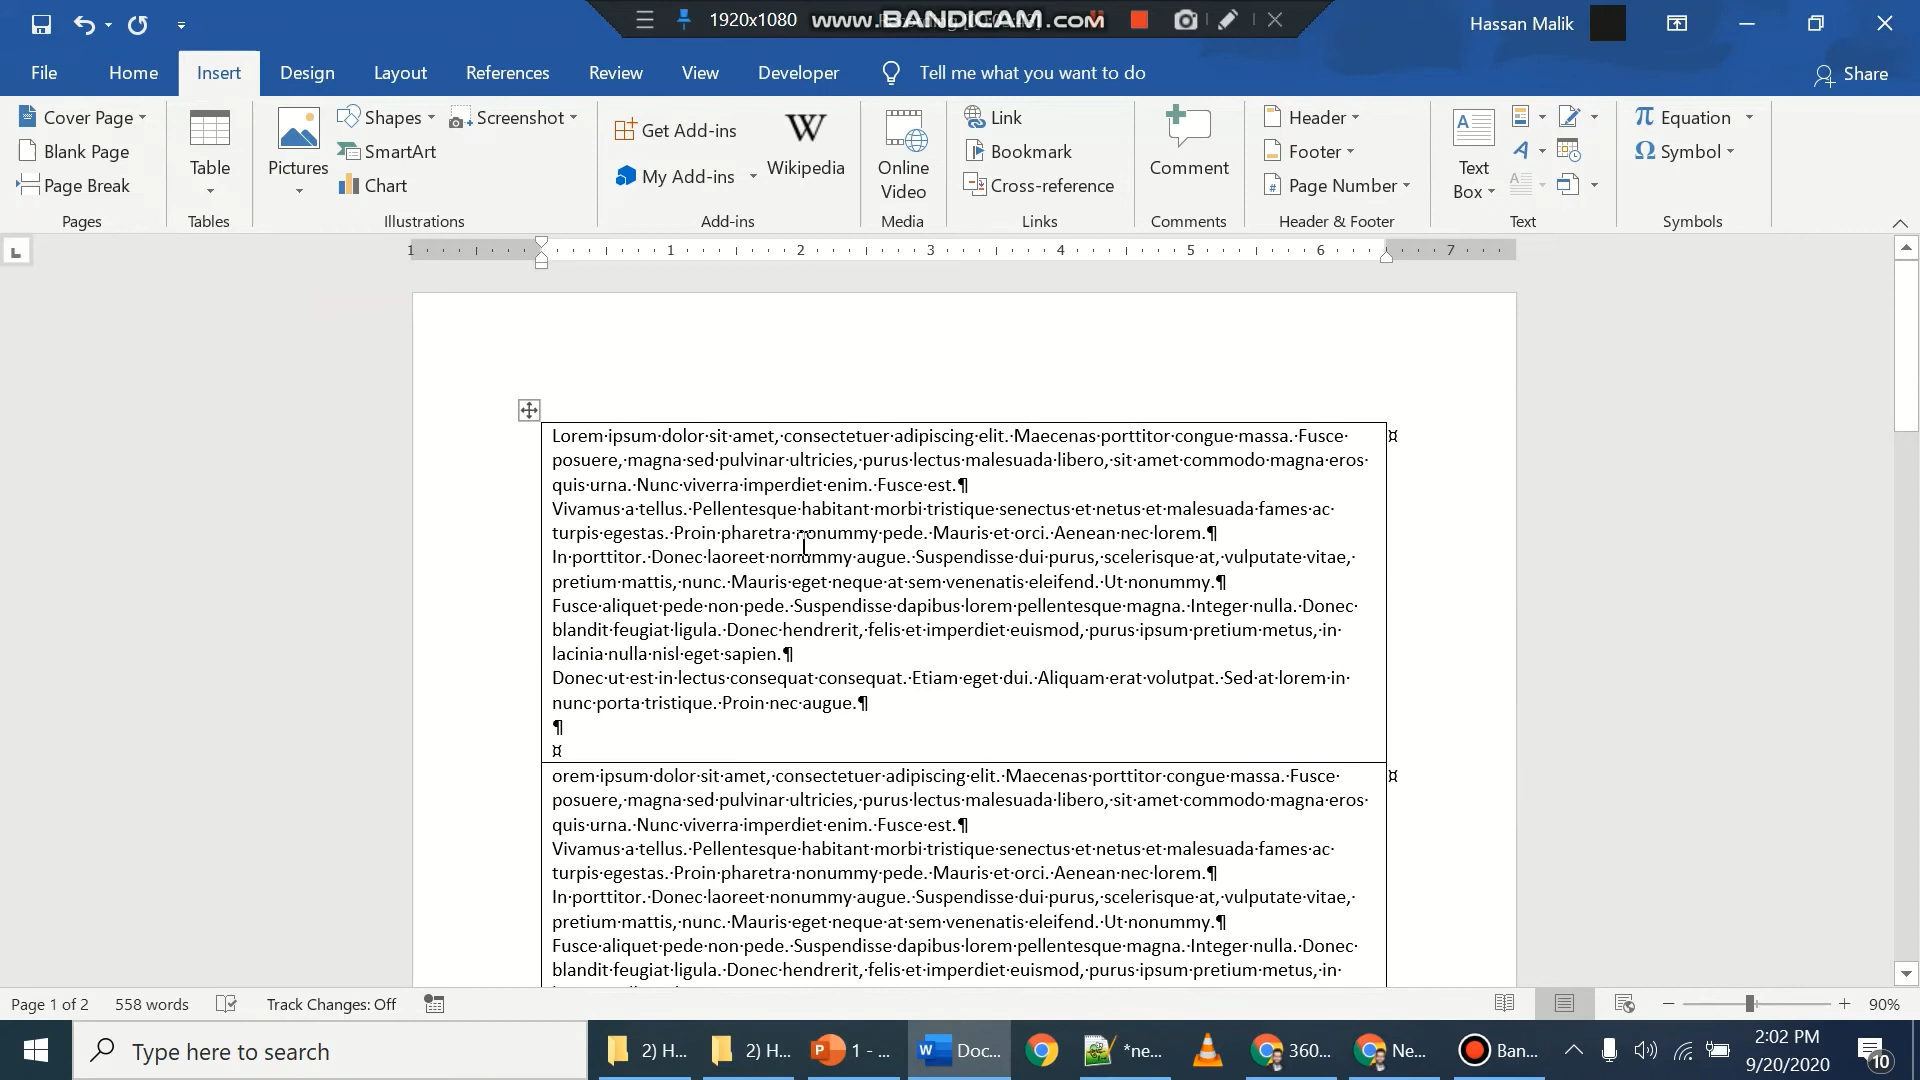 1920x1080
www.BANDICAM.com
Hassan Malik
File
Home
Insert
Design
Layout
References
Review
View
Developer
Tell me what you want to do
Share
Cover Page
Blank Page
Page Break
Pages
Table
Tables
Pictures
Shapes
SmartArt
Chart
Screenshot
Illustrations
Get Add-ins
My Add-ins
W
Wikipedia
Add-ins
Online
Video
Media
Link
Bookmark
Cross-reference
Links
Comment
Comments
Header
Footer
Page Number
Header & Footer
Text
Box
Text
Equation
Symbol
Symbols
1 1 2 3 4 5 6 7
Lorem·ipsum·dolor·sit·amet,·consectetuer·adipiscing·elit.·Maecenas·porttitor·congue·massa.·Fusce·
posuere,·magna·sed·pulvinar·ultricies,·purus·lectus·malesuada·libero,·sit·amet·commodo·magna·eros·
quis·urna.·Nunc·viverra·imperdiet·enim.·Fusce·est.¶
Vivamus·a·tellus.·Pellentesque·habitant·morbi·tristique·senectus·et·netus·et·malesuada·fames·ac·
turpis·egestas.·Proin·pharetra·nonummy·pede.·Mauris·et·orci.·Aenean·nec·lorem.¶
In·porttitor.·Donec·laoreet·nonummy·augue.·Suspendisse·dui·purus,·scelerisque·at,·vulputate·vitae,·
pretium·mattis,·nunc.·Mauris·eget·neque·at·sem·venenatis·eleifend.·Ut·nonummy.¶
Fusce·aliquet·pede·non·pede.·Suspendisse·dapibus·lorem·pellentesque·magna.·Integer·nulla.·Donec·
blandit·feugiat·ligula.·Donec·hendrerit,·felis·et·imperdiet·euismod,·purus·ipsum·pretium·metus,·in·
lacinia·nulla·nisl·eget·sapien.¶
Donec·ut·est·in·lectus·consequat·consequat.·Etiam·eget·dui.·Aliquam·erat·volutpat.·Sed·at·lorem·in·
nunc·porta·tristique.·Proin·nec·augue.¶
¶
¤
orem·ipsum·dolor·sit·amet,·consectetuer·adipiscing·elit.·Maecenas·porttitor·congue·massa.·Fusce·
posuere,·magna·sed·pulvinar·ultricies,·purus·lectus·malesuada·libero,·sit·amet·commodo·magna·eros·
quis·urna.·Nunc·viverra·imperdiet·enim.·Fusce·est.¶
Vivamus·a·tellus.·Pellentesque·habitant·morbi·tristique·senectus·et·netus·et·malesuada·fames·ac·
turpis·egestas.·Proin·pharetra·nonummy·pede.·Mauris·et·orci.·Aenean·nec·lorem.¶
In·porttitor.·Donec·laoreet·nonummy·augue.·Suspendisse·dui·purus,·scelerisque·at,·vulputate·vitae,·
pretium·mattis,·nunc.·Mauris·eget·neque·at·sem·venenatis·eleifend.·Ut·nonummy.¶
Fusce·aliquet·pede·non·pede.·Suspendisse·dapibus·lorem·pellentesque·magna.·Integer·nulla.·Donec·
blandit·feugiat·ligula.·Donec·hendrerit,·felis·et·imperdiet·euismod,·purus·ipsum·pretium·metus,·in·
Page 1 of 2
558 words
Track Changes: Off
90%
Type here to search
2) H...
2) H...
1 - ...
Doc...
*ne...
360...
Ne...
Ban...
2:02 PM
9/20/2020
10